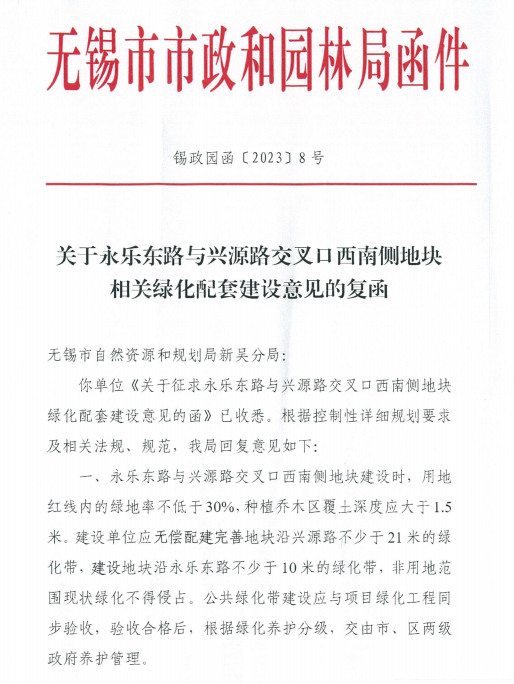 无锡市市政和园林局函件
锡政园函〔2023〕8号
关于永乐东路与兴源路交叉口西南侧地块
相关绿化配套建设意见的复函
无锡市自然资源和规划局新吴分局：
你单位《关于征求永乐东路与兴源路交叉口西南侧地块
绿化配套建设意见的函》已收悉。根据控制性详细规划要求
及相关法规、规范，我局回复意见如下：
一、永乐东路与兴源路交叉口西南侧地块建设时，用地
红线内的绿地率不低于30%，种植乔木区覆土深度应大于1.5
米。建设单位应无偿配建完善地块沿兴源路不少于21米的绿
化带，建设地块沿永乐东路不少于10米的绿化带，非用地范
围现状绿化不得侵占。公共绿化带建设应与项目绿化工程同
步验收，验收合格后，根据绿化养护分级，交由市、区两级
政府养护管理。